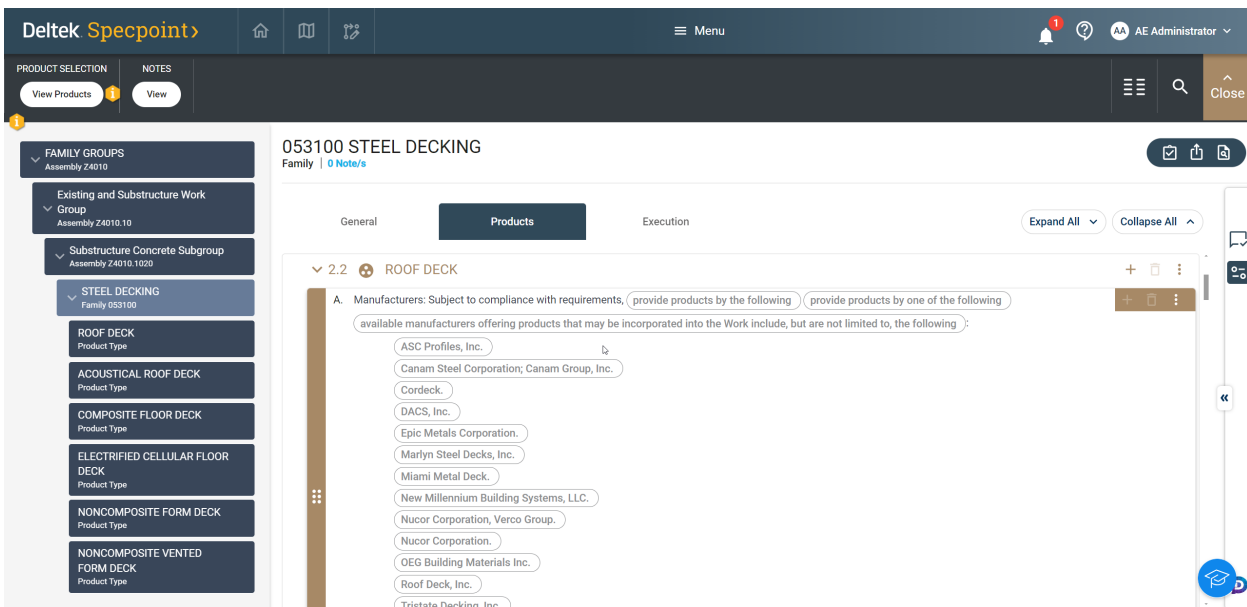 Deltek Specpoint>
Menu
1
AA AE Administrator
PRODUCT SELECTION
View Products
NOTES
View
Close
FAMILY GROUPS
Assembly Z4010
Existing and Substructure Work
Group
Assembly Z4010.10
Substructure Concrete Subgroup
Assembly Z4010.1020
STEEL DECKING
Family 053100
ROOF DECK
Product Type
ACOUSTICAL ROOF DECK
Product Type
COMPOSITE FLOOR DECK
Product Type
ELECTRIFIED CELLULAR FLOOR
DECK
Product Type
NONCOMPOSITE FORM DECK
Product Type
NONCOMPOSITE VENTED
FORM DECK
Product Type
053100 STEEL DECKING
Family | 0 Note/s
General Products Execution
Expand All Collapse All
2.2 ROOF DECK
A. Manufacturers: Subject to compliance with requirements, provide products by the following provide products by one of the following
available manufacturers offering products that may be incorporated into the Work include, but are not limited to, the following :
ASC Profiles, Inc.
Canam Steel Corporation; Canam Group, Inc.
Cordeck.
DACS, Inc.
Epic Metals Corporation.
Marlyn Steel Decks, Inc.
Miami Metal Deck.
New Millennium Building Systems, LLC.
Nucor Corporation, Verco Group.
Nucor Corporation.
OEG Building Materials Inc.
Roof Deck, Inc.
Tristate Decking, Inc.